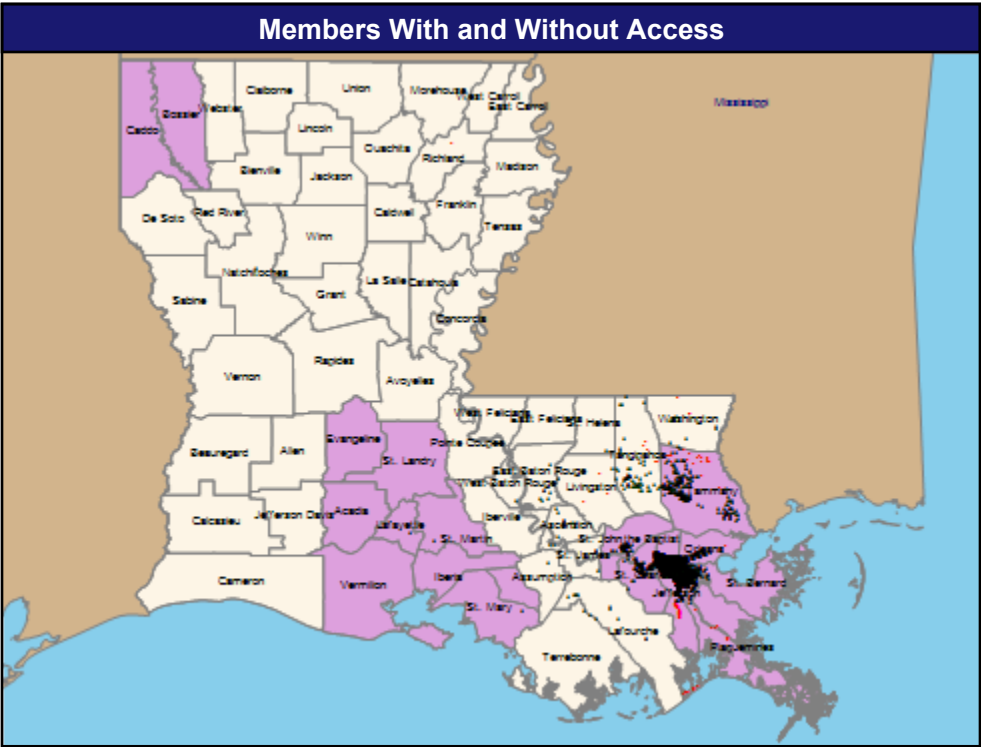 Members With and Without Access
Claiborne
Union
Morehouse
West Carroll
East Carroll
Mississippi
Caddo
Bossier
Webster
Lincoln
Ouachita
Richland
Madison
Bienville
Jackson
De Soto
Red River
Caldwell
Franklin
Tensas
Winn
Natchitoches
La Salle
Catahoula
Sabine
Grant
Concordia
Vernon
Rapides
Avoyelles
West Feliciana
East Feliciana
St. Helena
Washington
Evangeline
Beauregard
Allen
St. Landry
Pointe Coupee
Tangipahoa
East Baton Rouge
West Baton Rouge
Livingston
Tammany
Calcasieu
Jefferson Davis
Acadia
Lafayette
Iberville
Ascension
St. Martin
St. John the Baptist
St. James
Orleans
Cameron
Vermilion
Iberia
Assumption
St. Bernard
Jefferson
St. Mary
Lafourche
Plaquemines
Terrebonne